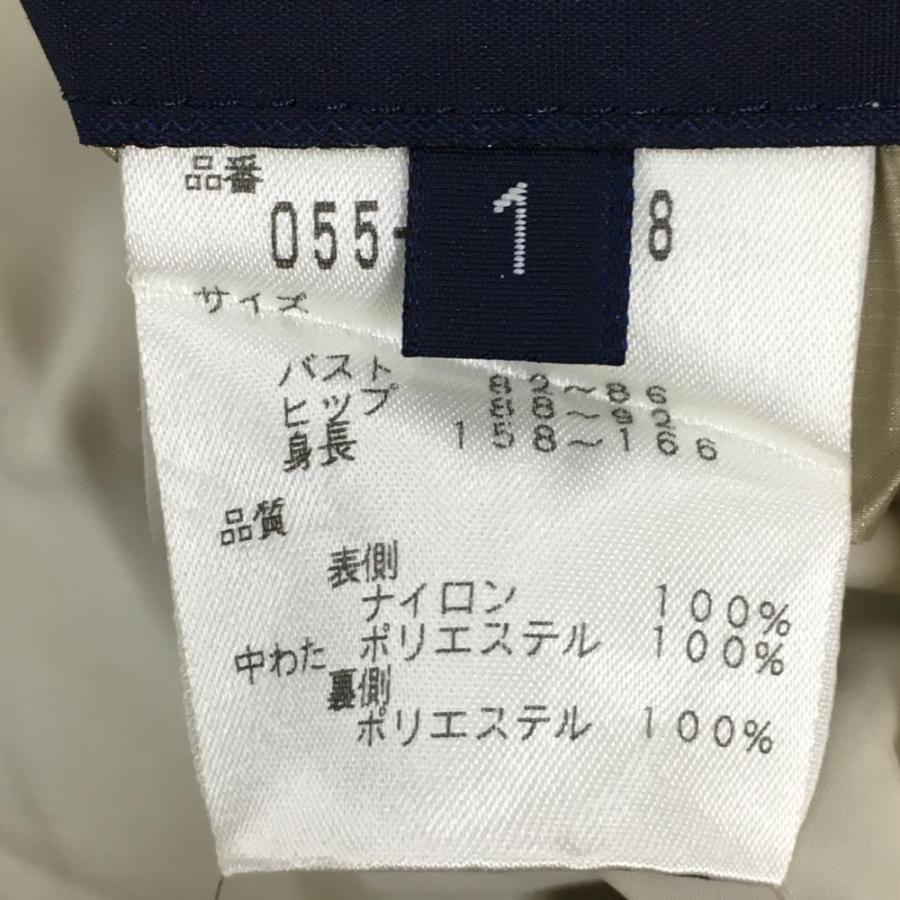 品番
055-
1
8
サイズ
バスト 82~86
ヒップ 88~92
身長 158~166
品質
表側
ナイロン 100%
中わた ポリエステル 100%
裏側
ポリエステル 100%